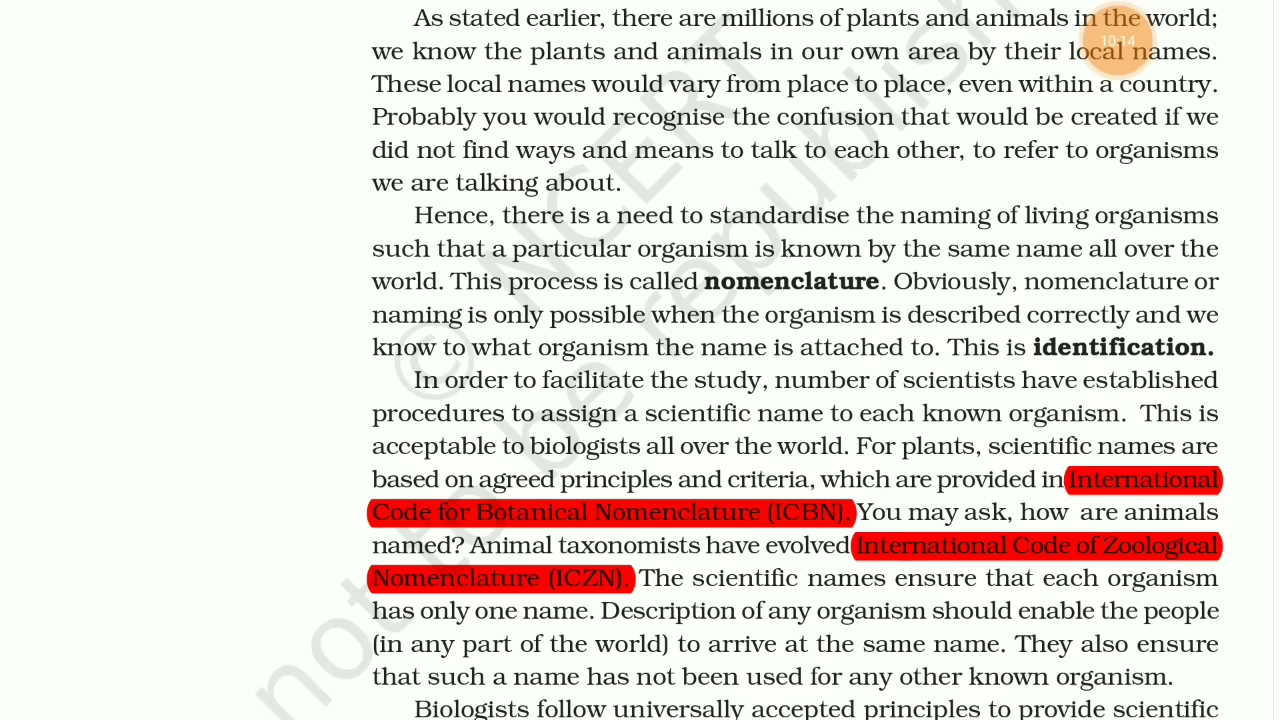 As stated earlier, there are millions of plants and animals in the world;
10:14
we know the plants and animals in our own area by their local names.
These local names would vary from place to place, even within a country.
Probably you would recognise the confusion that would be created if we
did not find ways and means to talk to each other, to refer to organisms
we are talking about.
Hence, there is a need to standardise the naming of living organisms
such that a particular organism is known by the same name all over the
world. This process is called nomenclature. Obviously, nomenclature or
naming is only possible when the organism is described correctly and we
know to what organism the name is attached to. This is identification.
In order to facilitate the study, number of scientists have established
procedures to assign a scientific name to each known organism. This is
acceptable to biologists all over the world. For plants, scientific names are
based on agreed principles and criteria, which are provided in International
Code for Botanical Nomenclature (ICBN). You may ask, how are animals
named? Animal taxonomists have evolved International Code of Zoological
Nomenclature (ICZN). The scientific names ensure that each organism
has only one name. Description of any organism should enable the people
(in any part of the world) to arrive at the same name. They also ensure
that such a name has not been used for any other known organism.
Biologists follow universally accepted principles to provide scientific
© NCERT
not to be republish